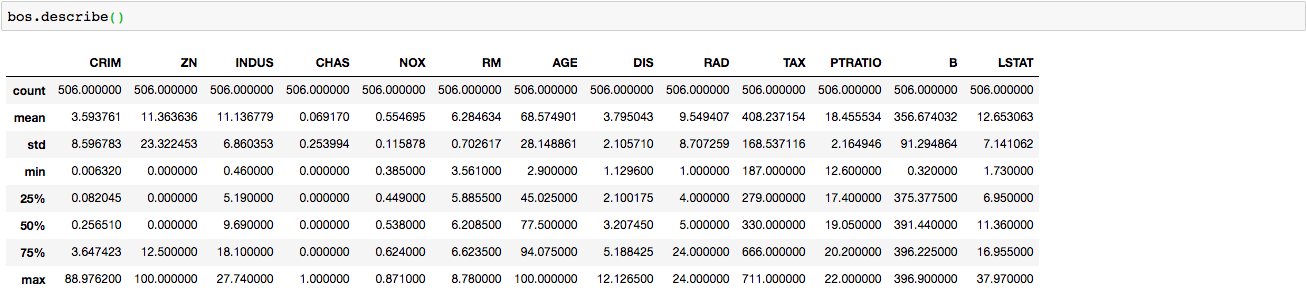 bos.describe()
CRIM ZN INDUS CHAS NOX RM AGE DIS RAD TAX PTRATIO B LSTAT
count 506.000000 506.000000 506.000000 506.000000 506.000000 506.000000 506.000000 506.000000 506.000000 506.000000 506.000000 506.000000 506.000000
mean 3.593761 11.363636 11.136779 0.069170 0.554695 6.284634 68.574901 3.795043 9.549407 408.237154 18.455534 356.674032 12.653063
std 8.596783 23.322453 6.860353 0.253994 0.115878 0.702617 28.148861 2.105710 8.707259 168.537116 2.164946 91.294864 7.141062
min 0.006320 0.000000 0.460000 0.000000 0.385000 3.561000 2.900000 1.129600 1.000000 187.000000 12.600000 0.320000 1.730000
25% 0.082045 0.000000 5.190000 0.000000 0.449000 5.885500 45.025000 2.100175 4.000000 279.000000 17.400000 375.377500 6.950000
50% 0.256510 0.000000 9.690000 0.000000 0.538000 6.208500 77.500000 3.207450 5.000000 330.000000 19.050000 391.440000 11.360000
75% 3.647423 12.500000 18.100000 0.000000 0.624000 6.623500 94.075000 5.188425 24.000000 666.000000 20.200000 396.225000 16.955000
max 88.976200 100.000000 27.740000 1.000000 0.871000 8.780000 100.000000 12.126500 24.000000 711.000000 22.000000 396.900000 37.970000